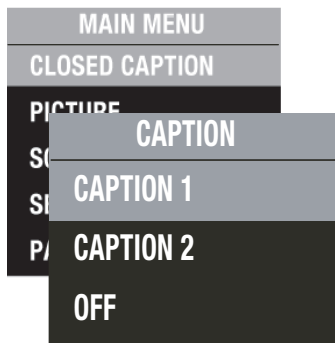 MAIN MENU
CLOSED CAPTION
PICTURE
CAPTION
CAPTION 1
CAPTION 2
OFF